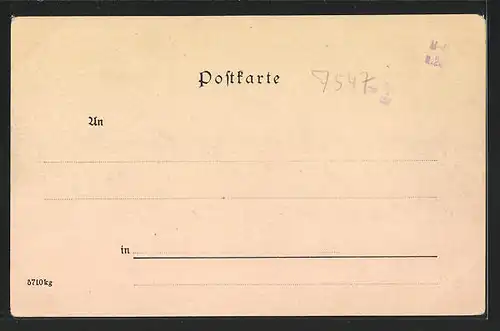 Postkarte
7547
An
in
5710kg